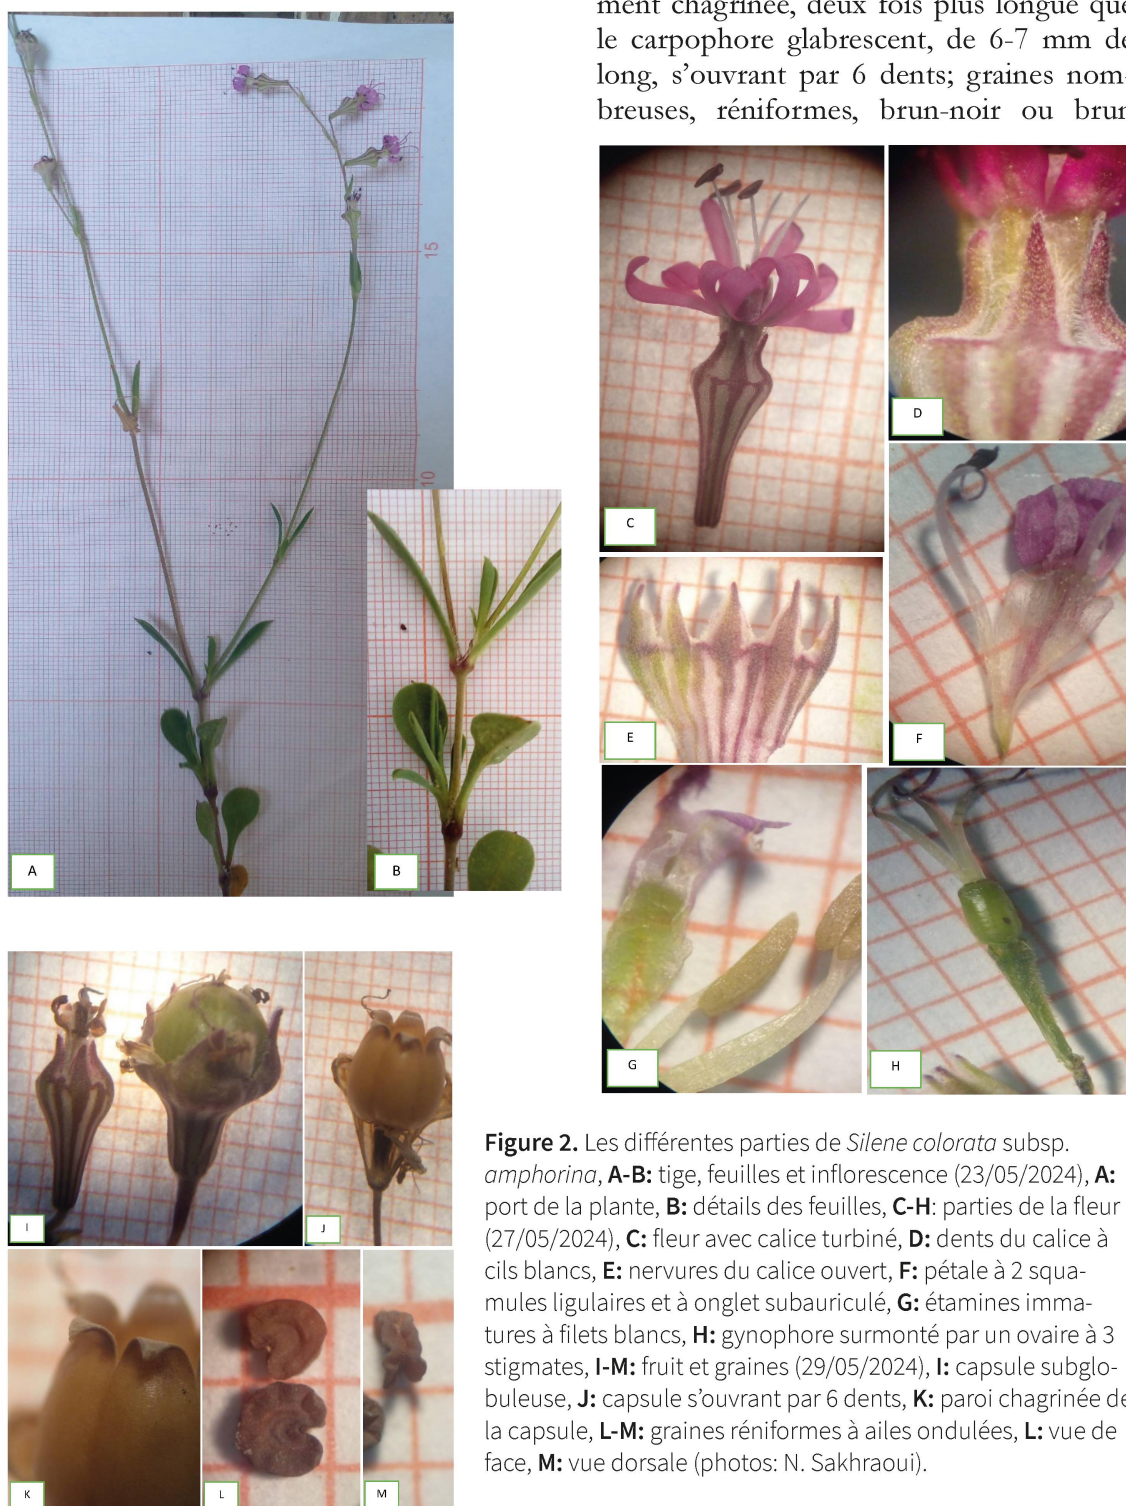 ment chagrinée, deux fois plus longue que
le carpophore glabrescent, de 6-7 mm de
long, s’ouvrant par 6 dents; graines nom-
breuses, réniformes, brun-noir ou brun
15
10
A
B
C
D
E
F
G
H
I
J
K
L
M
Figure 2. Les différentes parties de Silene colorata subsp.
amphorina, A-B: tige, feuilles et inflorescence (23/05/2024), A:
port de la plante, B: détails des feuilles, C-H: parties de la fleur
(27/05/2024), C: fleur avec calice turbiné, D: dents du calice à
cils blancs, E: nervures du calice ouvert, F: pétale à 2 squa-
mules ligulaires et à onglet subauriculé, G: étamines imma-
tures à filets blancs, H: gynophore surmonté par un ovaire à 3
stigmates, I-M: fruit et graines (29/05/2024), I: capsule subglo-
buleuse, J: capsule s’ouvrant par 6 dents, K: paroi chagrinée de
la capsule, L-M: graines réniformes à ailes ondulées, L: vue de
face, M: vue dorsale (photos: N. Sakhraoui).